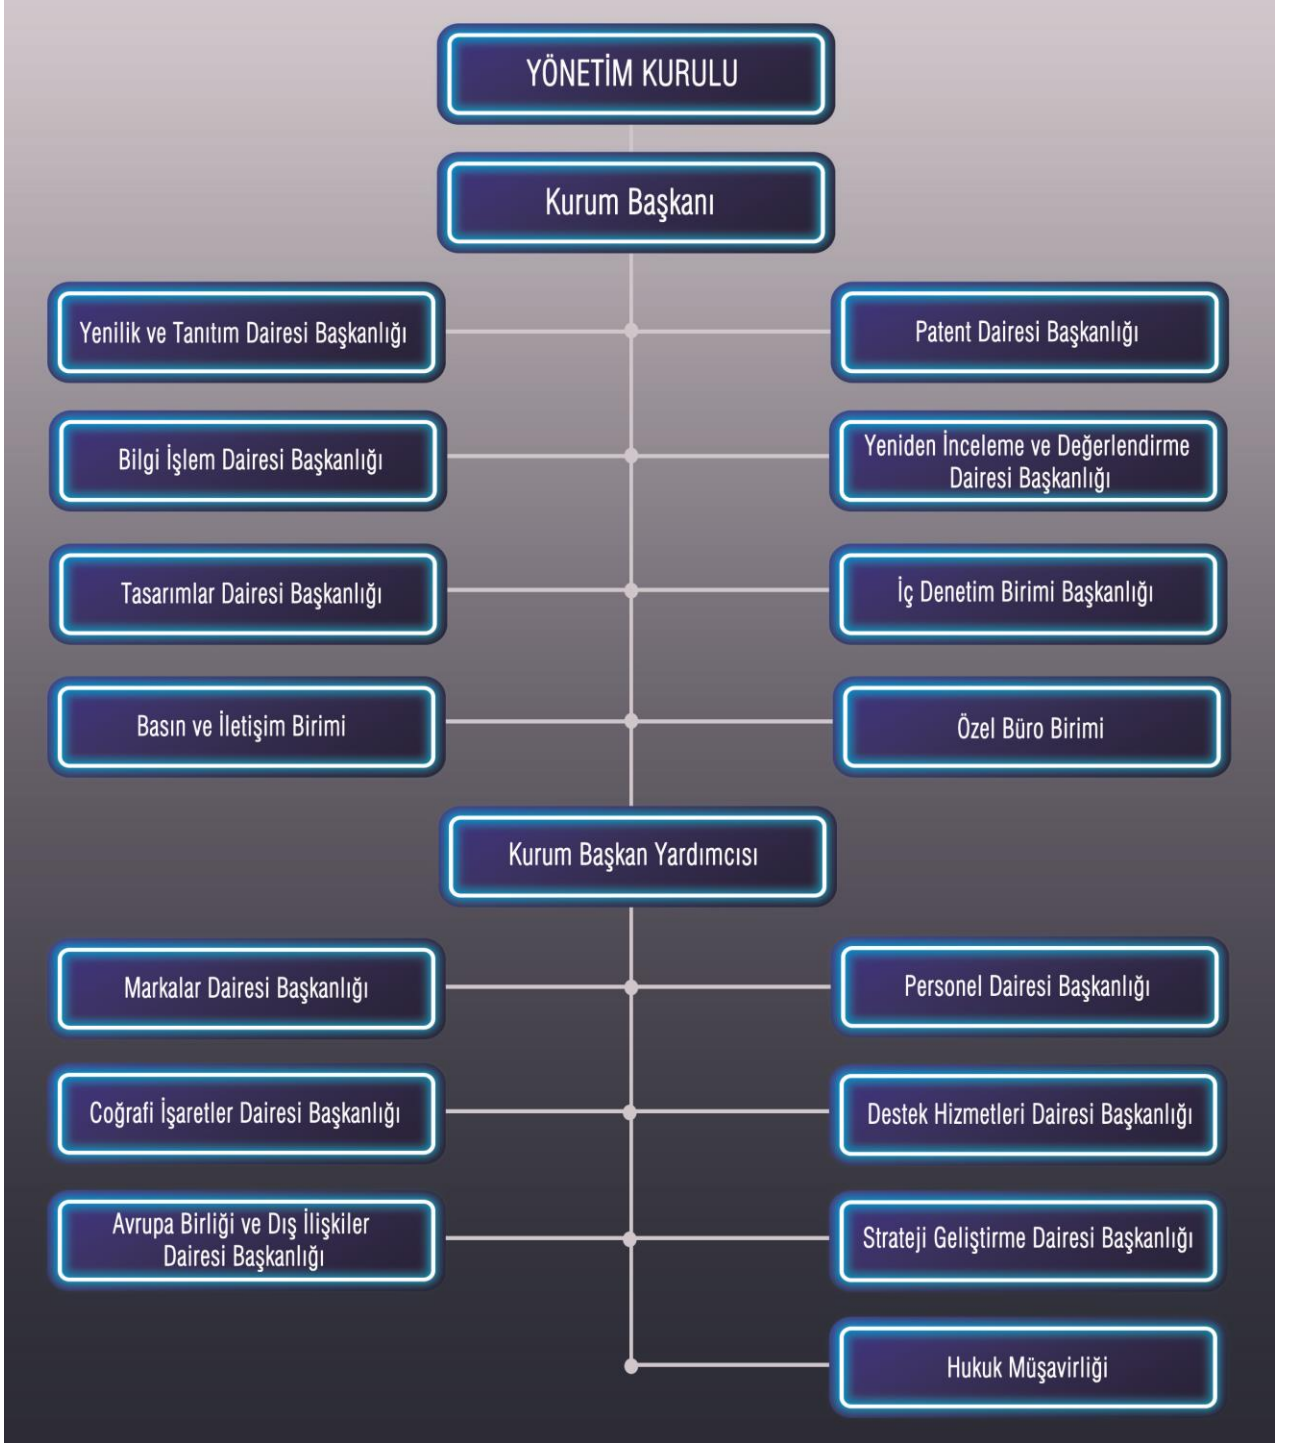 YÖNETİM KURULU
Kurum Başkanı
Yenilik ve Tanıtım Dairesi Başkanlığı
Patent Dairesi Başkanlığı
Bilgi İşlem Dairesi Başkanlığı
Yeniden İnceleme ve Değerlendirme
Dairesi Başkanlığı
Tasarımlar Dairesi Başkanlığı
İç Denetim Birimi Başkanlığı
Basın ve İletişim Birimi
Özel Büro Birimi
Kurum Başkan Yardımcısı
Markalar Dairesi Başkanlığı
Personel Dairesi Başkanlığı
Coğrafi İşaretler Dairesi Başkanlığı
Destek Hizmetleri Dairesi Başkanlığı
Avrupa Birliği ve Dış İlişkiler
Dairesi Başkanlığı
Strateji Geliştirme Dairesi Başkanlığı
Hukuk Müşavirliği